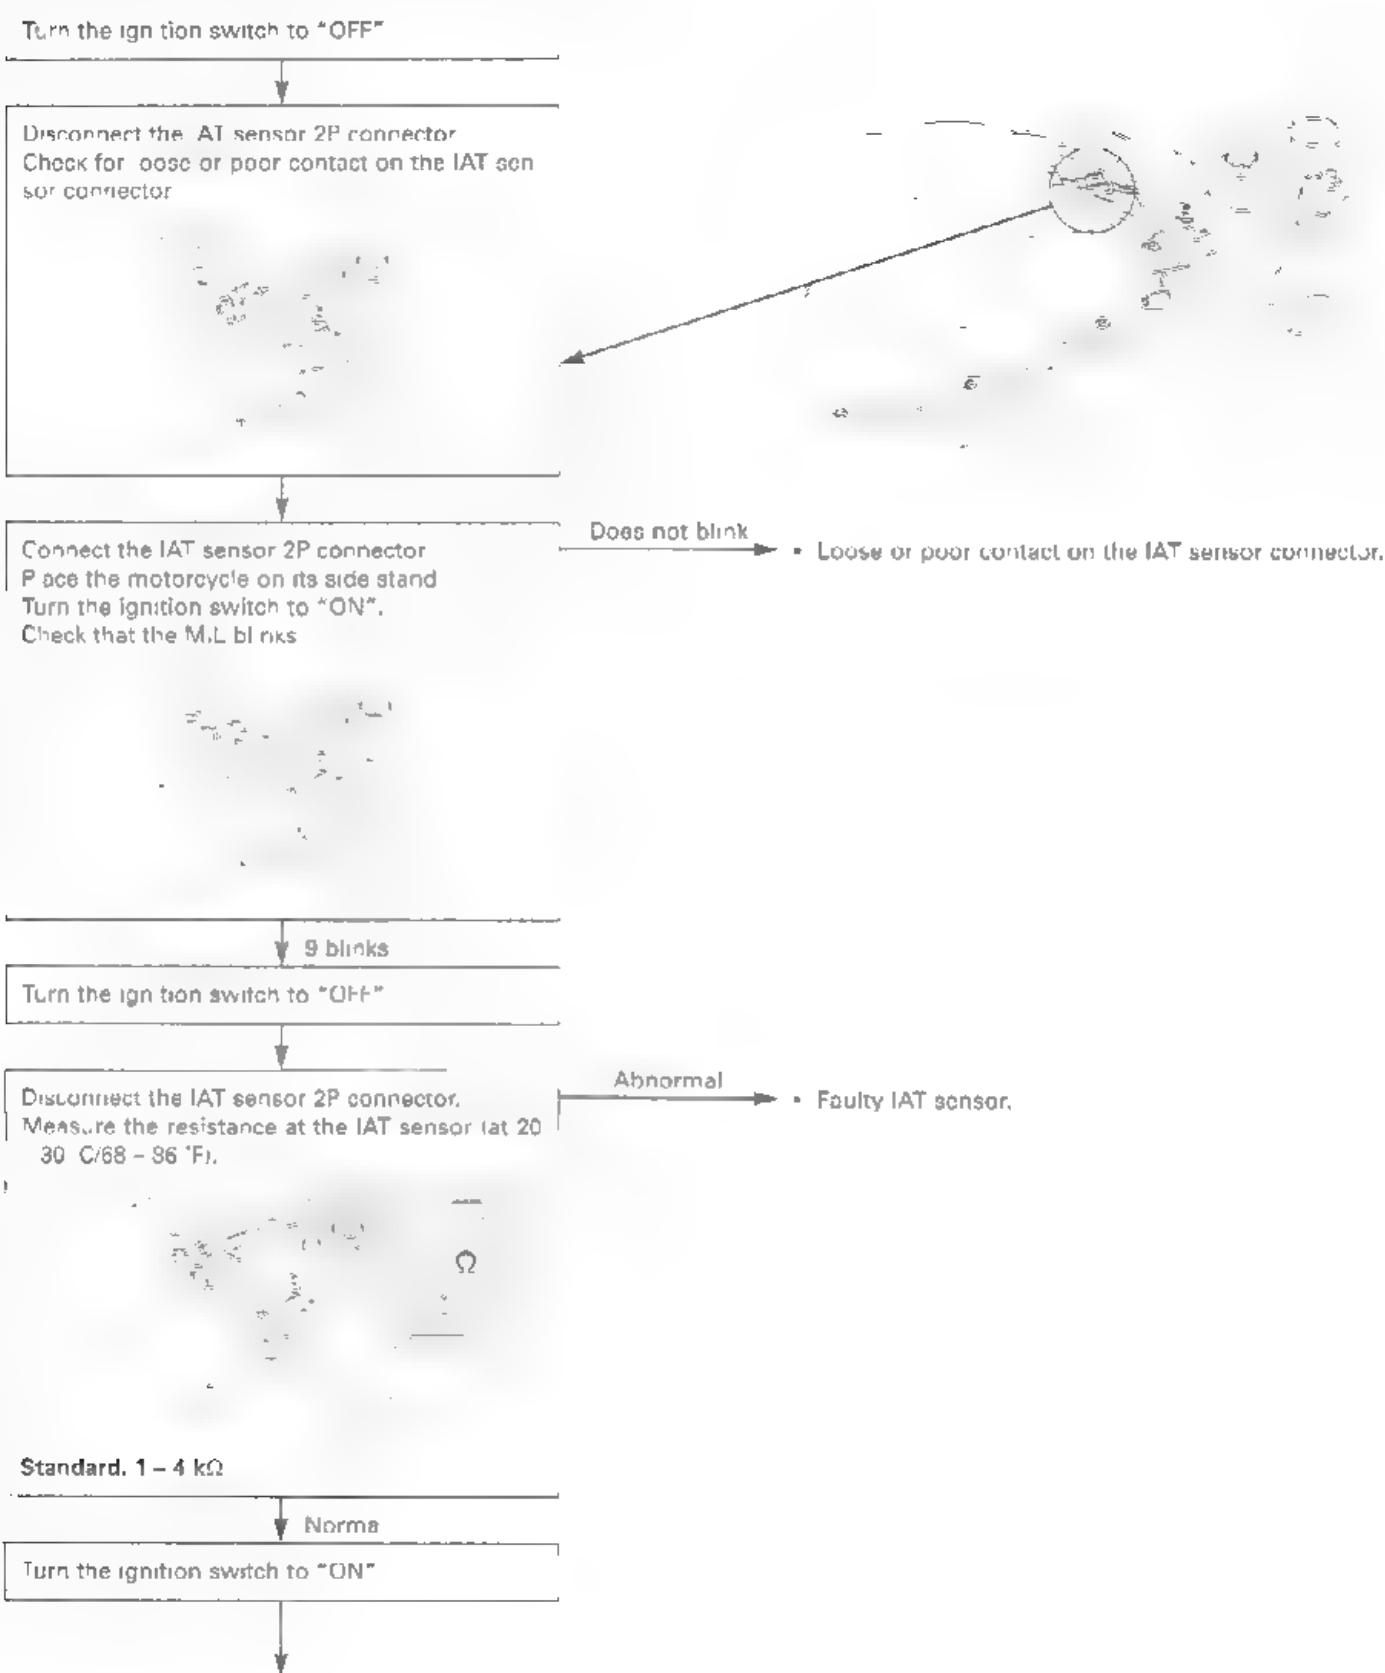 Turn the ignition switch to "OFF"
Disconnect the IAT sensor 2P connector
Check for loose or poor contact on the IAT sen
sor connector
Does not blink
Connect the IAT sensor 2P connector
Place the motorcycle on its side stand
Turn the ignition switch to "ON".
Check that the MIL blinks
• Loose or poor contact on the IAT sensor connector.
9 blinks
Turn the ignition switch to "OFF"
Abnormal
Disconnect the IAT sensor 2P connector.
Measure the resistance at the IAT sensor (at 20
30 C/68 – 86 °F).
• Faulty IAT sensor.
Ω
Standard. 1 – 4 kΩ
Norma
Turn the ignition switch to "ON"